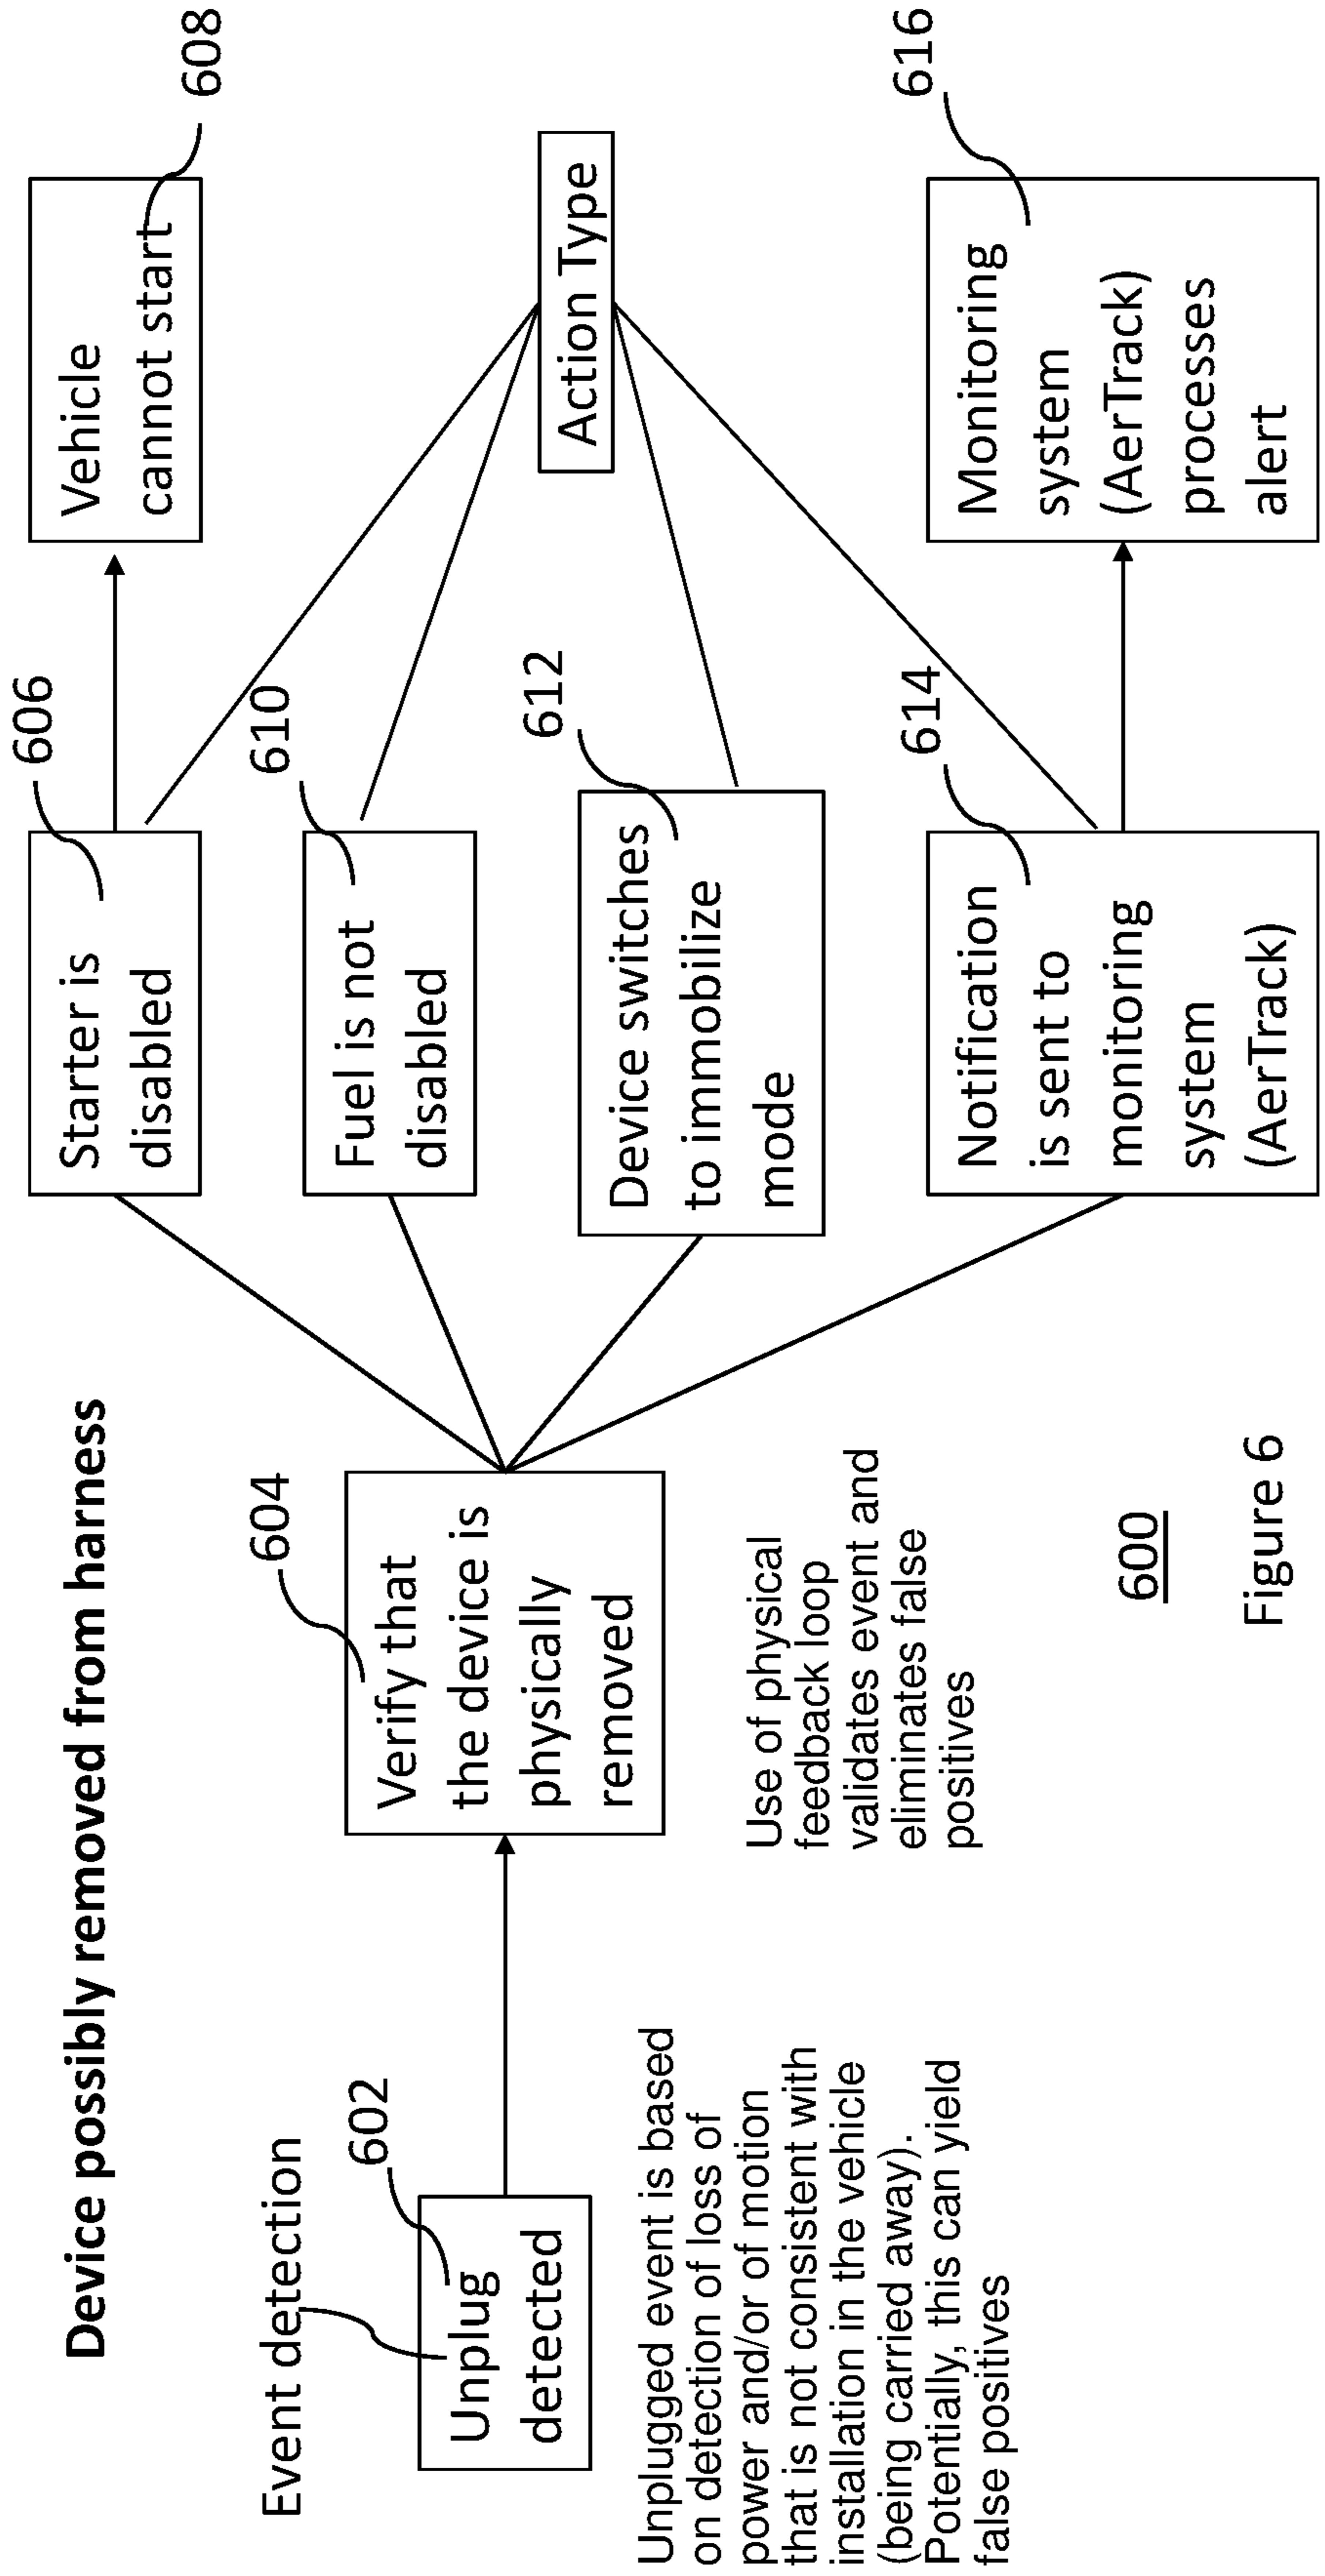 Device possibly removed from harness
Event detection
602
Unplug
detected
Unplugged event is based
on detection of loss of
power and/or of motion
that is not consistent with
installation in the vehicle
(being carried away).
Potentially, this can yield
false positives
604
Verify that
the device is
physically
removed
Use of physical
feedback loop
validates event and
eliminates false
positives
606
Starter is
disabled
610
Fuel is not
disabled
612
Device switches
to immobilize
mode
614
Notification
is sent to
monitoring
system
(AerTrack)
608
Vehicle
cannot start
Action Type
616
Monitoring
system
(AerTrack)
processes
alert
600
Figure 6